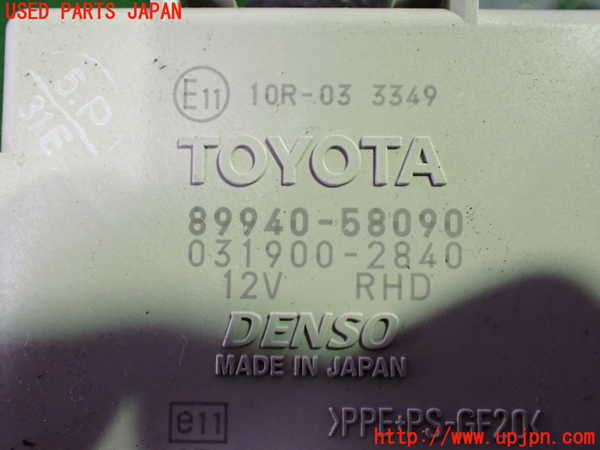 USED PARTS JAPAN
E11 10R-03 3349
5.P
31E
TOYOTA
89940-58090
031900-2840
12V RHD
DENSO
MADE IN JAPAN
e11
>PPE+PS-GF20<
http://www.upjpn.com